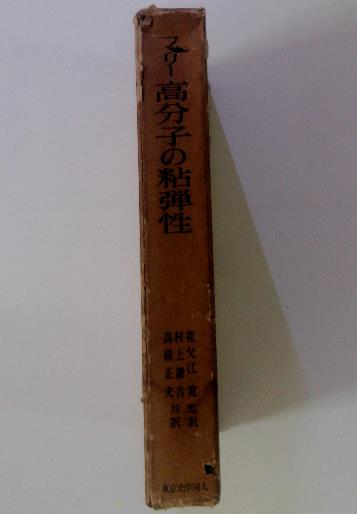 フリー 高分子の粘弾性
祖父江 寛 監訳
村上謙吉
高橋正夫 共訳
東京化学同人